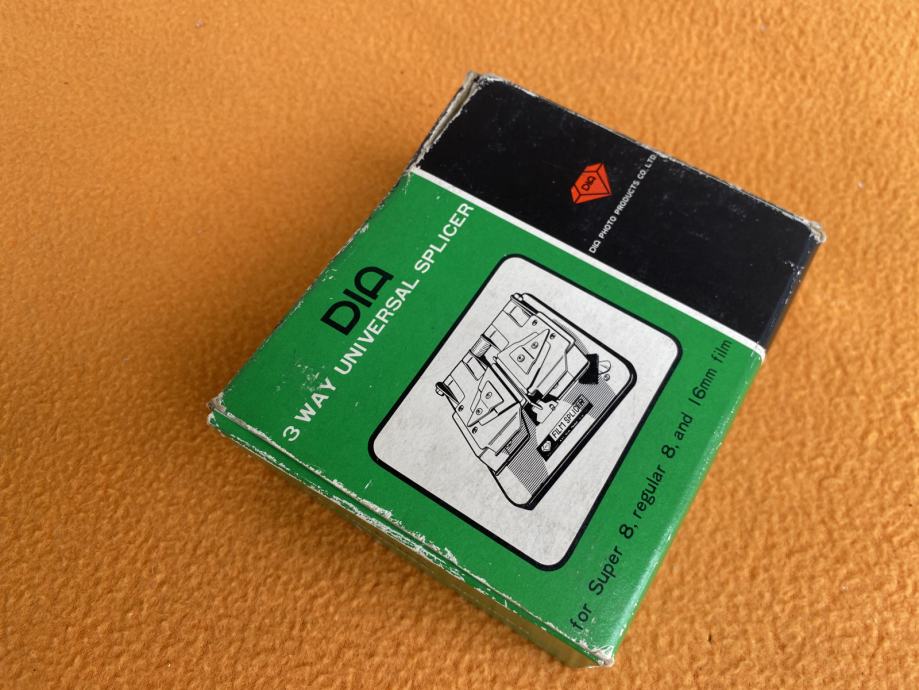 DIA
DIA PHOTO PRODUCTS CO. LTD.
DIA
3 WAY UNIVERSAL SPLICER
FILM SPLICER
for Super 8, regular 8, and 16mm film